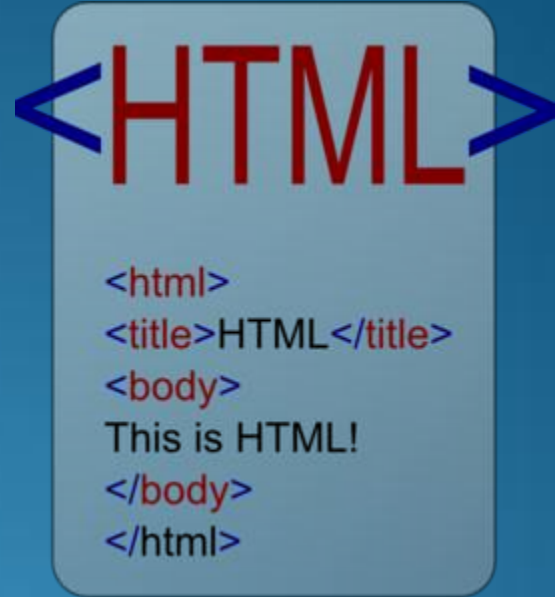 <HTML>
<html>
<title>HTML</title>
<body>
This is HTML!
</body>
</html>